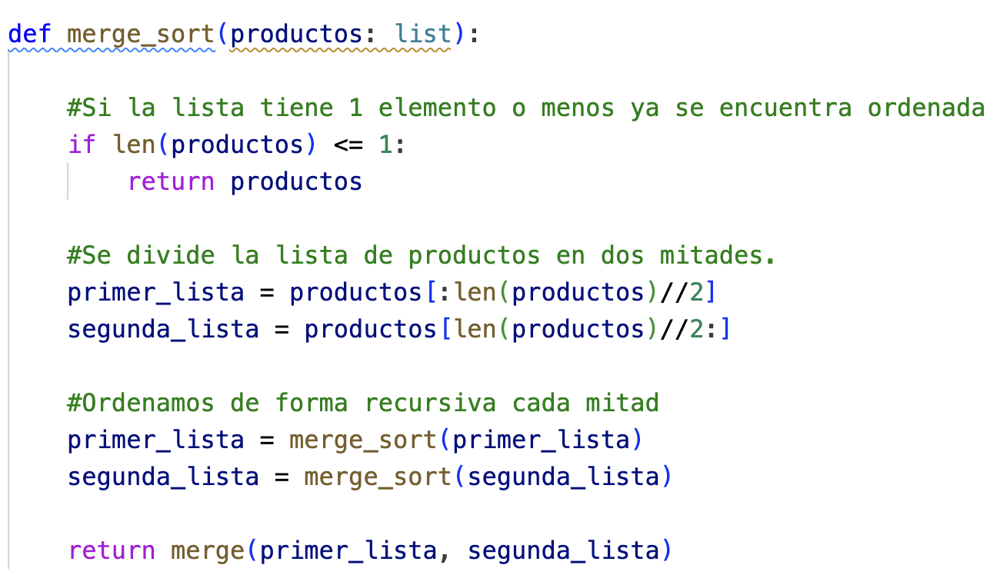 def merge_sort(productos: list):
#Si la lista tiene 1 elemento o menos ya se encuentra ordenada
if len(productos) <= 1:
return productos
#Se divide la lista de productos en dos mitades.
primer_lista = productos[:len(productos)//2]
segunda_lista = productos[len(productos)//2:]
#Ordenamos de forma recursiva cada mitad
primer_lista = merge_sort(primer_lista)
segunda_lista = merge_sort(segunda_lista)
return merge(primer_lista, segunda_lista)